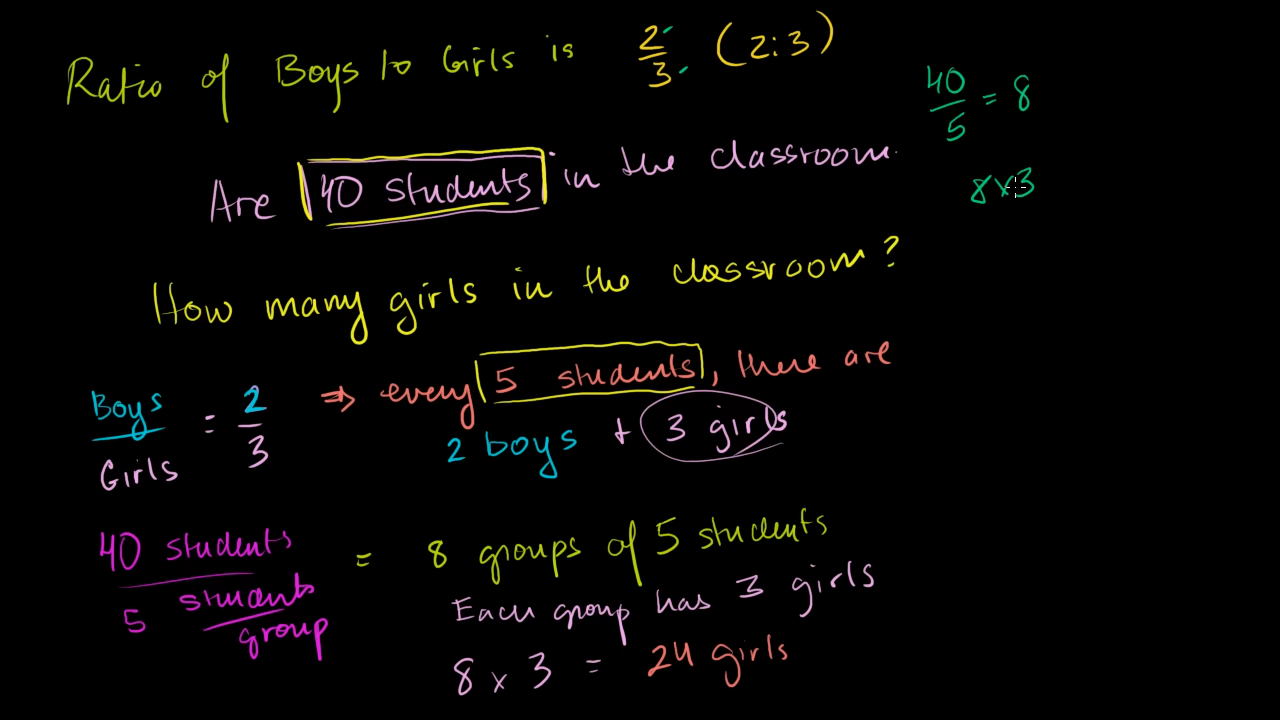 Ratio of Boys to Girls is 2/3 (2:3)
40/5 = 8
Are 40 students in the classroom.
8x3
How many girls in the classroom?
Boys/Girls = 2/3 ⇒ every 5 students, there are
2 boys + 3 girls
40 students / 5 students/group = 8 groups of 5 students
Each group has 3 girls
8 x 3 = 24 girls